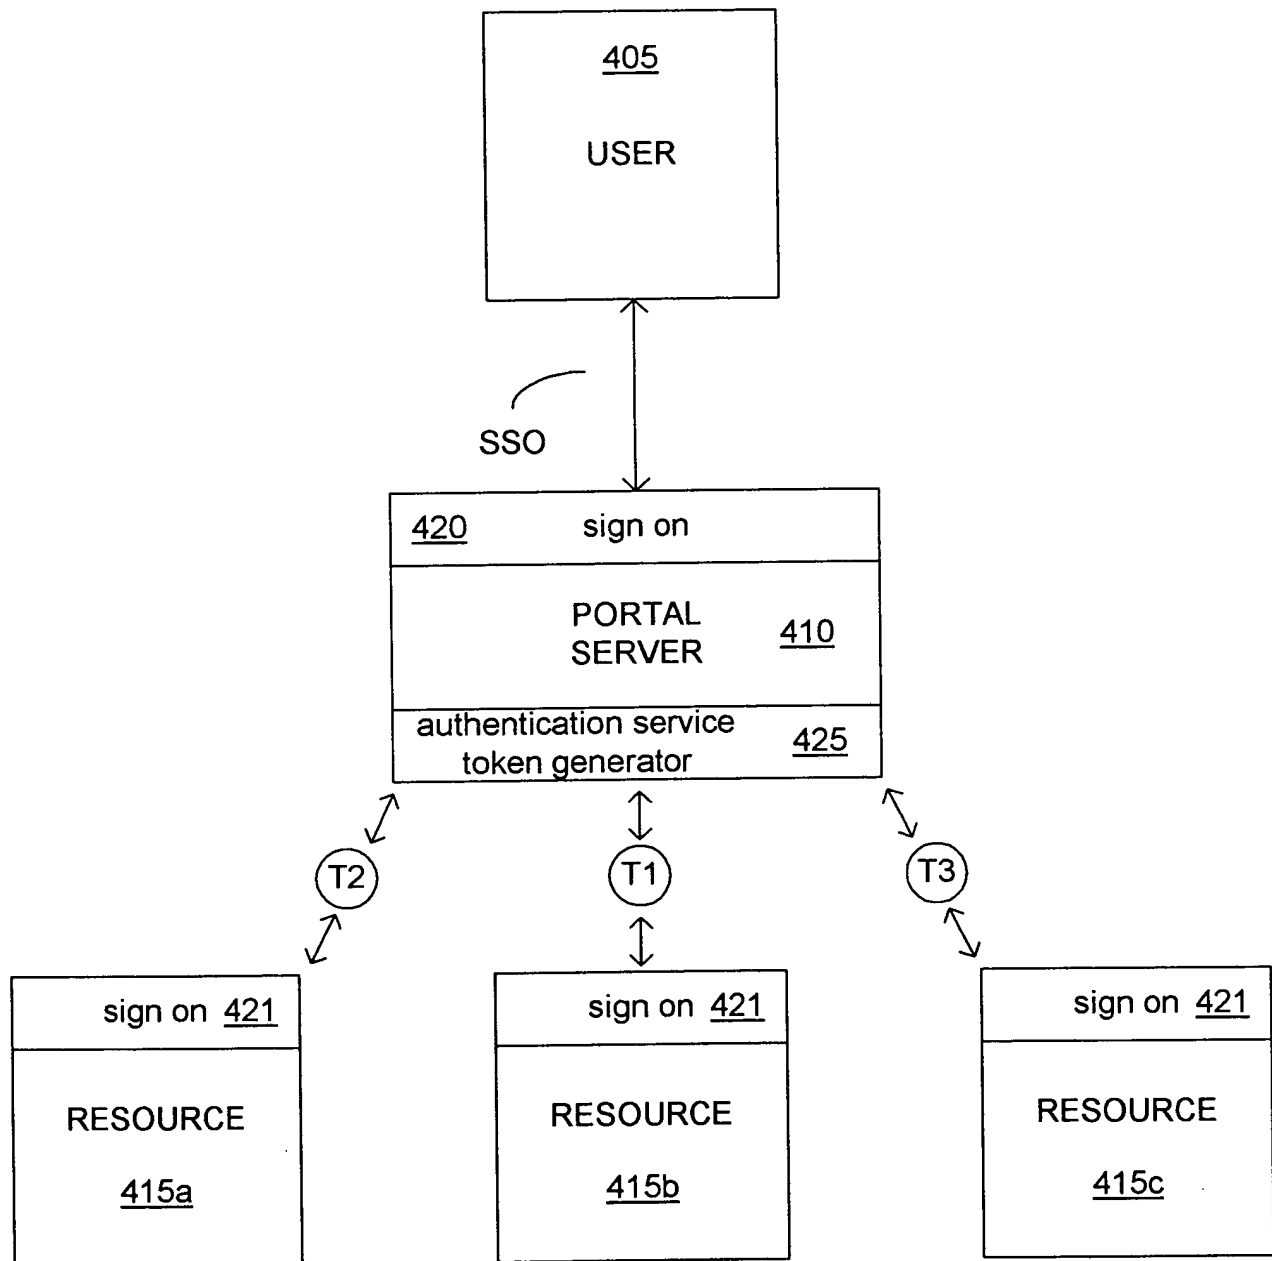 405
USER
SSO
420 sign on
PORTAL
SERVER 410
authentication service
token generator 425
T2 T1 T3
sign on 421
RESOURCE
415a
sign on 421
RESOURCE
415b
sign on 421
RESOURCE
415c